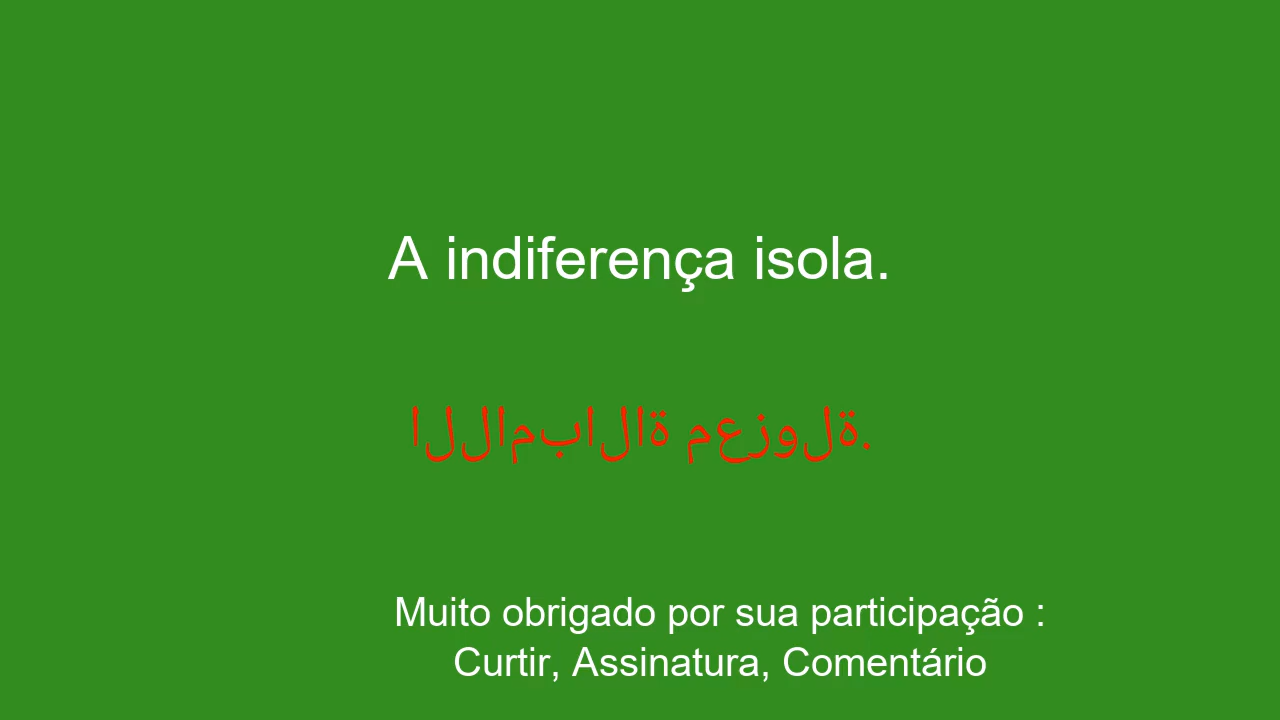 A indiferença isola.
اللامبالاة معزولة.
Muito obrigado por sua participação :
Curtir, Assinatura, Comentário